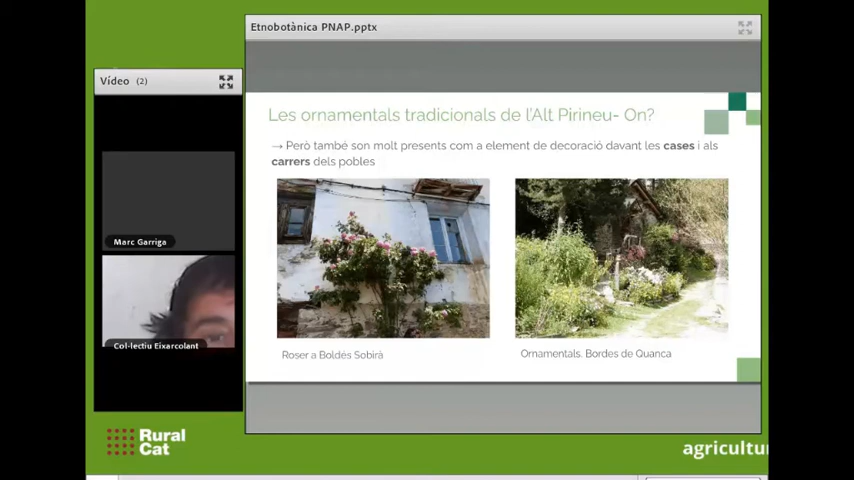 Etnobotànica PNAP.pptx
Vídeo (2)
Les ornamentals tradicionals de l'Alt Pirineu- On?
→ Però també son molt presents com a element de decoració davant les cases i als
carrers dels pobles
Marc Garriga
Col·lectiu Eixarcolant
Roser a Boldés Sobirà
Ornamentals. Bordes de Quanca
Rural
Cat
agricultur